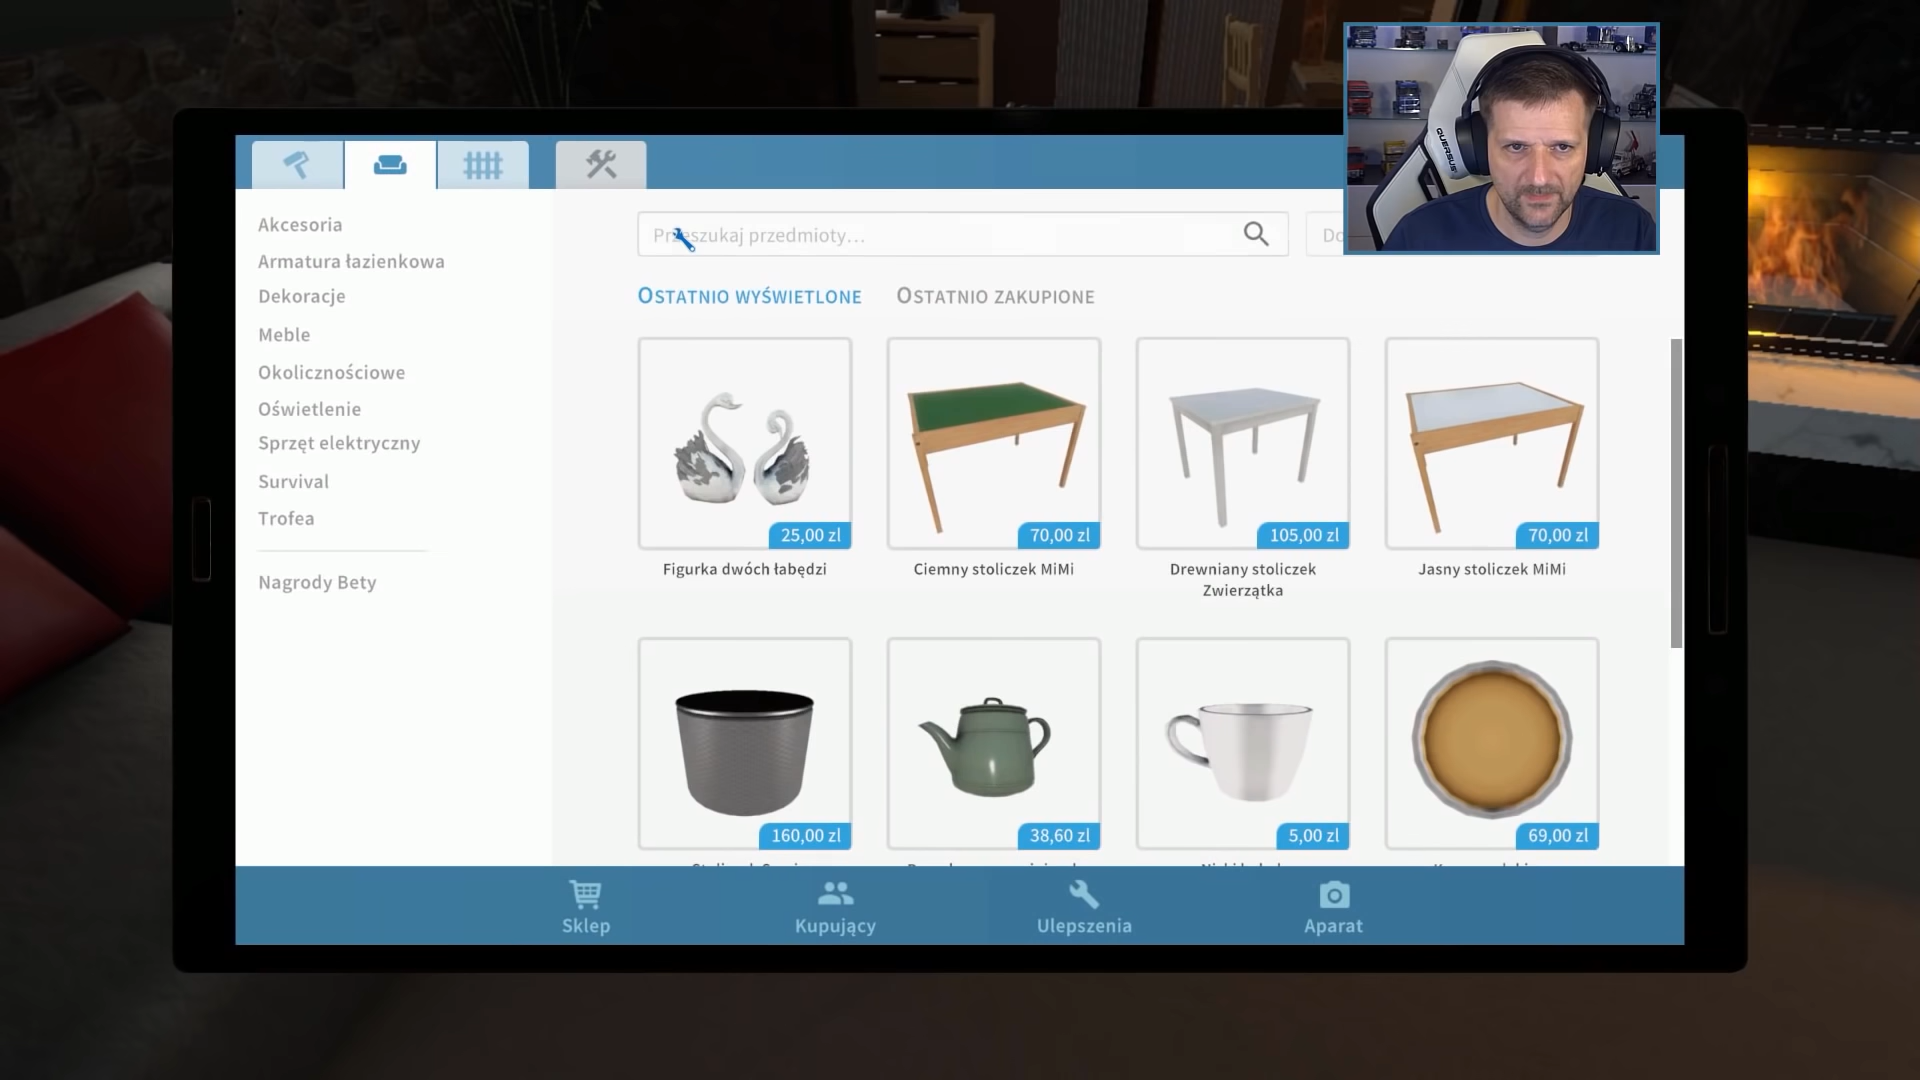 QUERSUS
Akcesoria
Armatura łazienkowa
Dekoracje
Meble
Okolicznościowe
Oświetlenie
Sprzęt elektryczny
Survival
Trofea
Nagrody Bety
Przeszukaj przedmioty...
Do
OSTATNIO WYŚWIETLONE
OSTATNIO ZAKUPIONE
25,00 zl
70,00 zl
105,00 zl
70,00 zl
Figurka dwóch łabędzi
Ciemny stoliczek MiMi
Drewniany stoliczek
Zwierzątka
Jasny stoliczek MiMi
160,00 zl
38,60 zl
5,00 zl
69,00 zl
Sklep
Kupujący
Ulepszenia
Aparat